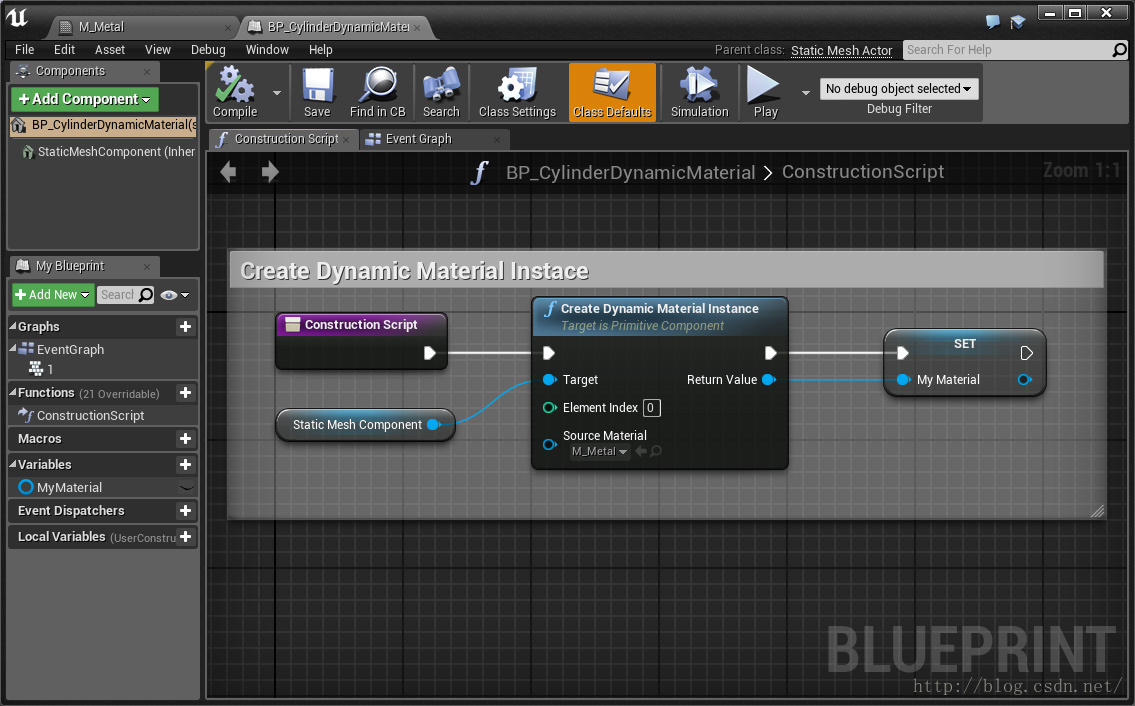 M_Metal
BP_CylinderDynamicMater
File Edit Asset View Debug Window Help
Parent class: Static Mesh Actor
Search For Help
Components
+Add Component
BP_CylinderDynamicMaterial(s
StaticMeshComponent (Inher
Compile
Save
Find in CB
Search
Class Settings
Class Defaults
Simulation
Play
No debug object selected
Debug Filter
Construction Script
Event Graph
BP_CylinderDynamicMaterial > ConstructionScript
Zoom 1:1
My Blueprint
+Add New
Search
Graphs
EventGraph
1
Functions (21 Overridable)
ConstructionScript
Macros
Variables
MyMaterial
Event Dispatchers
Local Variables (UserConstru
Create Dynamic Material Instace
Construction Script
Static Mesh Component
Create Dynamic Material Instance
Target is Primitive Component
Target
Return Value
Element Index 0
Source Material
M_Metal
SET
My Material
BLUEPRINT
http://blog.csdn.net/